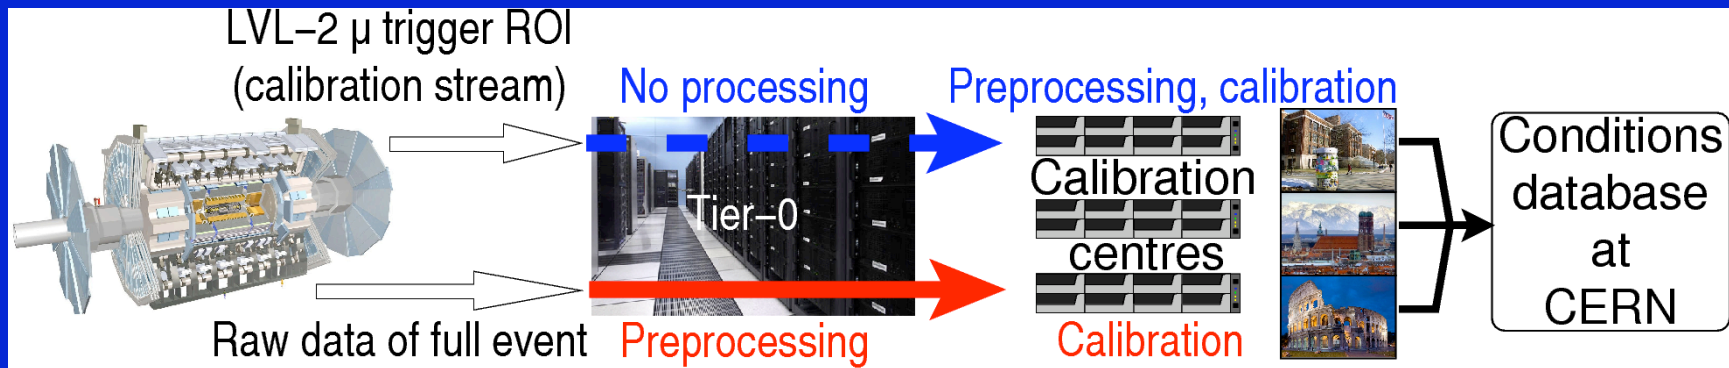 LVL−2 µ trigger ROI
(calibration stream)
No processing
Preprocessing, calibration
Tier−0
Calibration
centres
Conditions
database
at
CERN
Raw data of full event
Preprocessing
Calibration